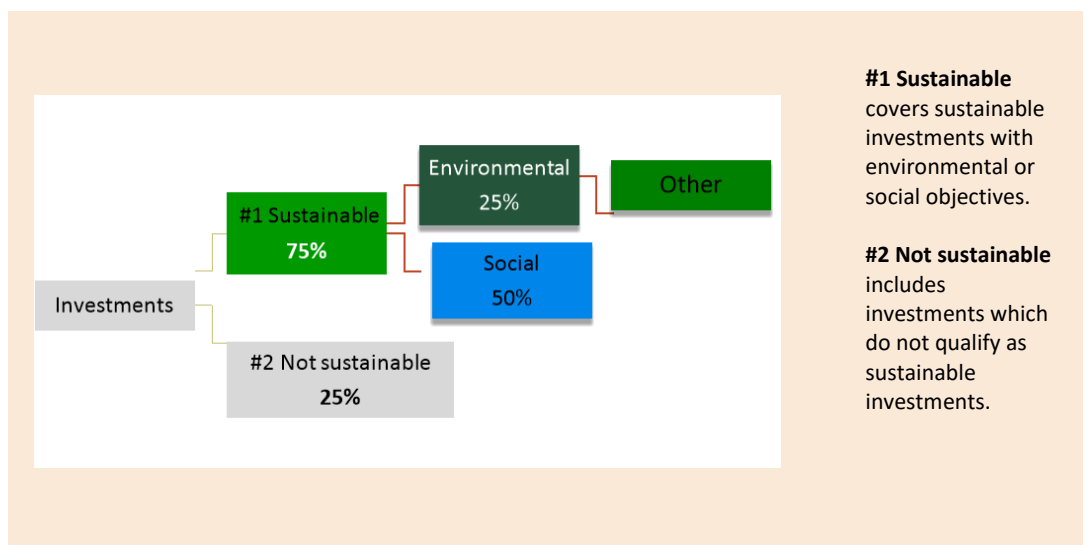 Investments
#1 Sustainable
75%
Environmental
25%
Other
Social
50%
#2 Not sustainable
25%
#1 Sustainable
covers sustainable
investments with
environmental or
social objectives.
#2 Not sustainable
includes
investments which
do not qualify as
sustainable
investments.